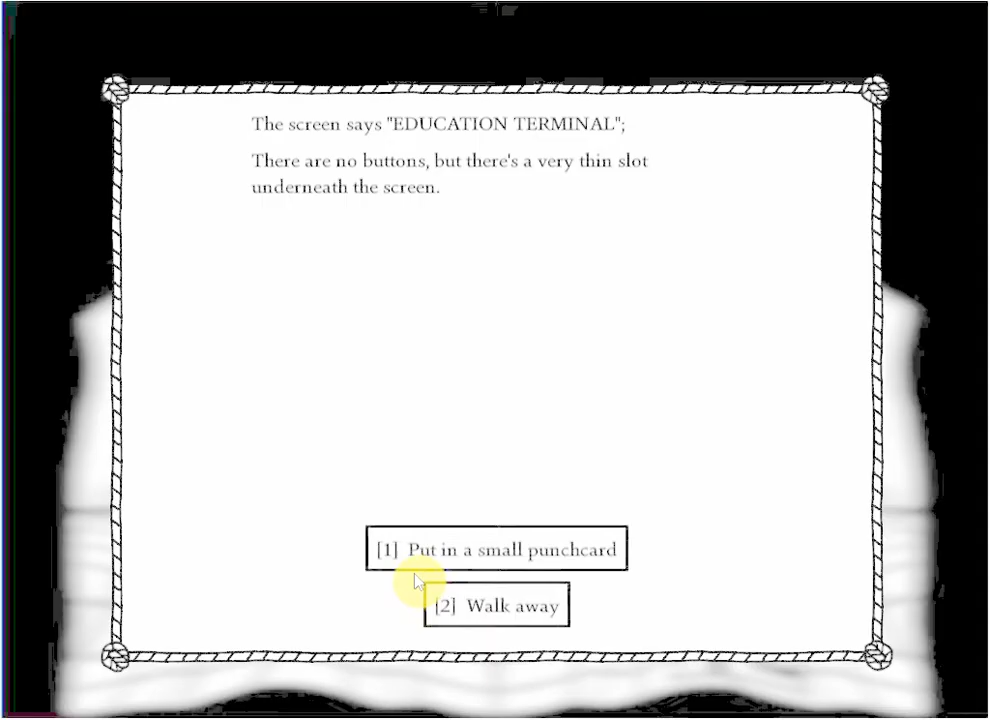 The screen says "EDUCATION TERMINAL";
There are no buttons, but there's a very thin slot
underneath the screen.
[1] Put in a small punchcard
[2] Walk away